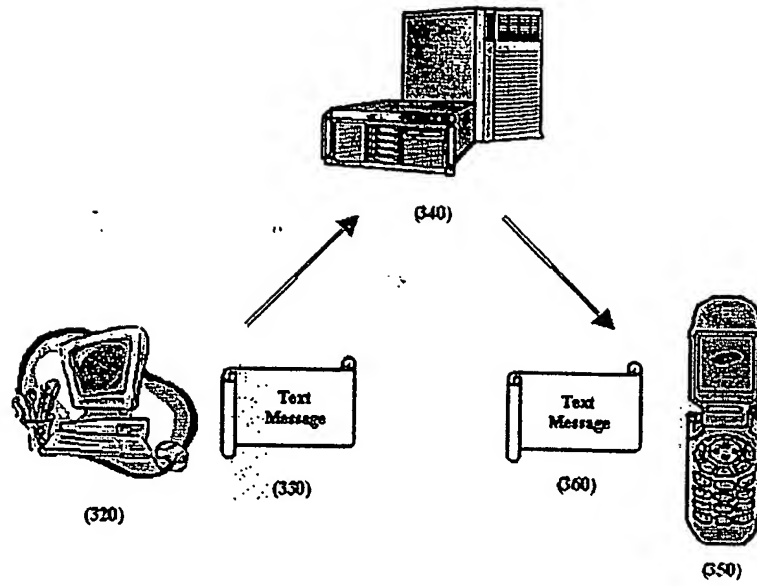 (340)
Text
Message
Text
Message
(330)
(360)
(320)
(350)